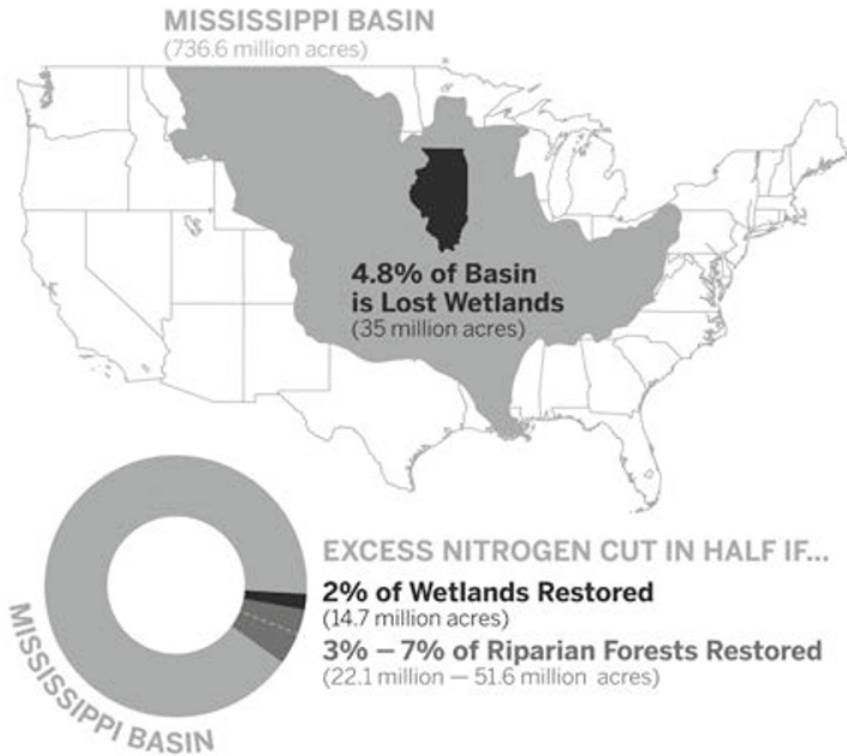 MISSISSIPPI BASIN
(736.6 million acres)
4.8% of Basin
is Lost Wetlands
(35 million acres)
EXCESS NITROGEN CUT IN HALF IF...
2% of Wetlands Restored
(14.7 million acres)
3% – 7% of Riparian Forests Restored
(22.1 million — 51.6 million acres)
MISSISSIPPI BASIN